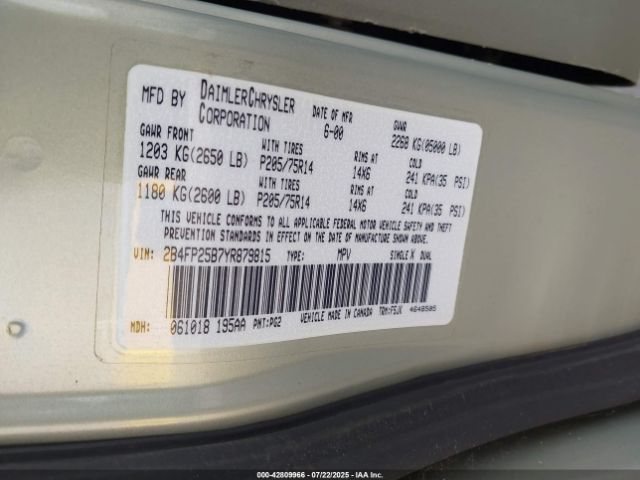 MFD BY DAIMLERCHRYSLER CORPORATION
DATE OF MFR 6-00
GVWR 2268 KG(05000 LB)
GAWR FRONT WITH TIRES RIMS AT COLD
1203 KG(2650 LB) P205/75R14 14X6 241 KPA(35 PSI)
GAWR REAR WITH TIRES RIMS AT COLD
1180 KG(2600 LB) P205/75R14 14X6 241 KPA(35 PSI)
THIS VEHICLE CONFORMS TO ALL APPLICABLE FEDERAL MOTOR VEHICLE SAFETY/THEFT
PREVENTION STANDARDS IN EFFECT ON THE DATE OF MANUFACTURE SHOWN ABOVE.
VIN: 2B4FP25B7YR879815 TYPE: MPV SINGLE X DUAL
VEHICLE MADE IN CANADA TRM:FSJK 4648505
MDH: 061018 195AA PNT:PG2
000-42809966 - 07/22/2025 - IAA Inc.